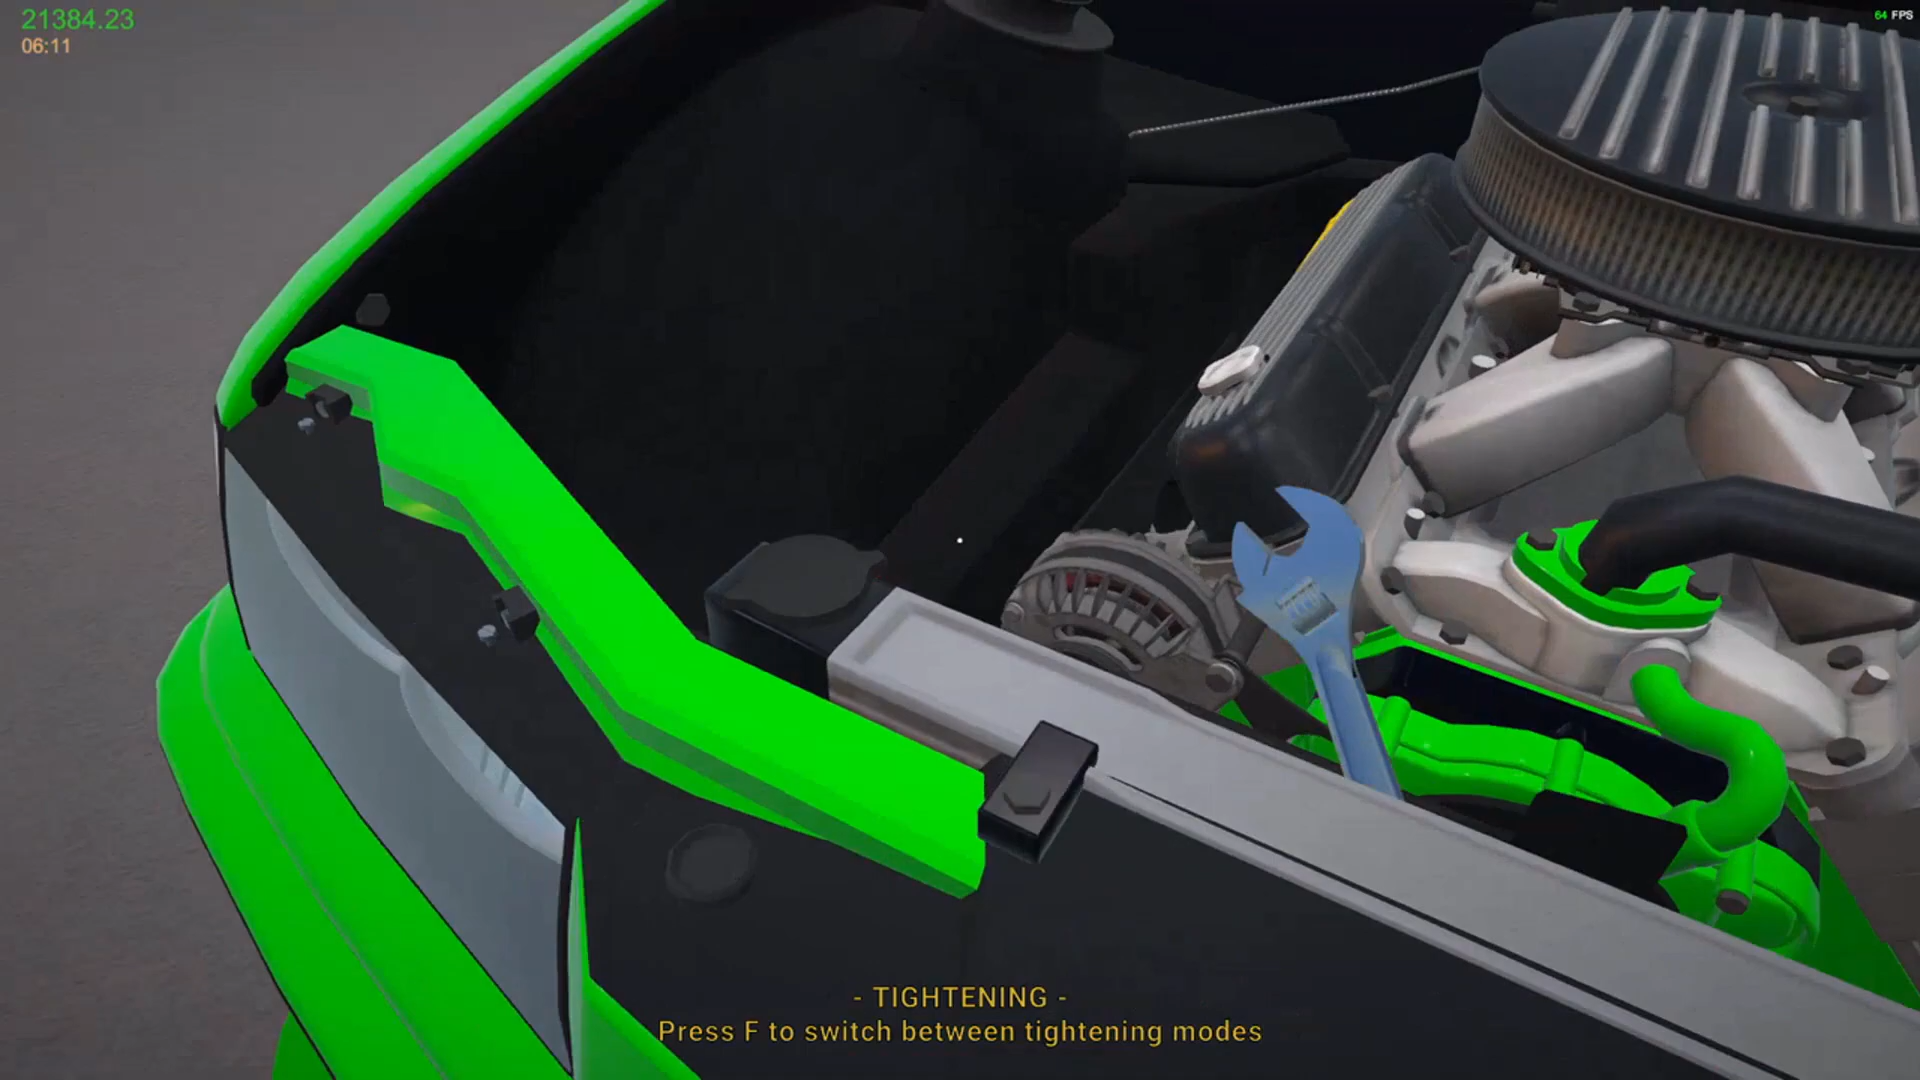 21384.23
06:11
64 FPS
- TIGHTENING -
Press F to switch between tightening modes